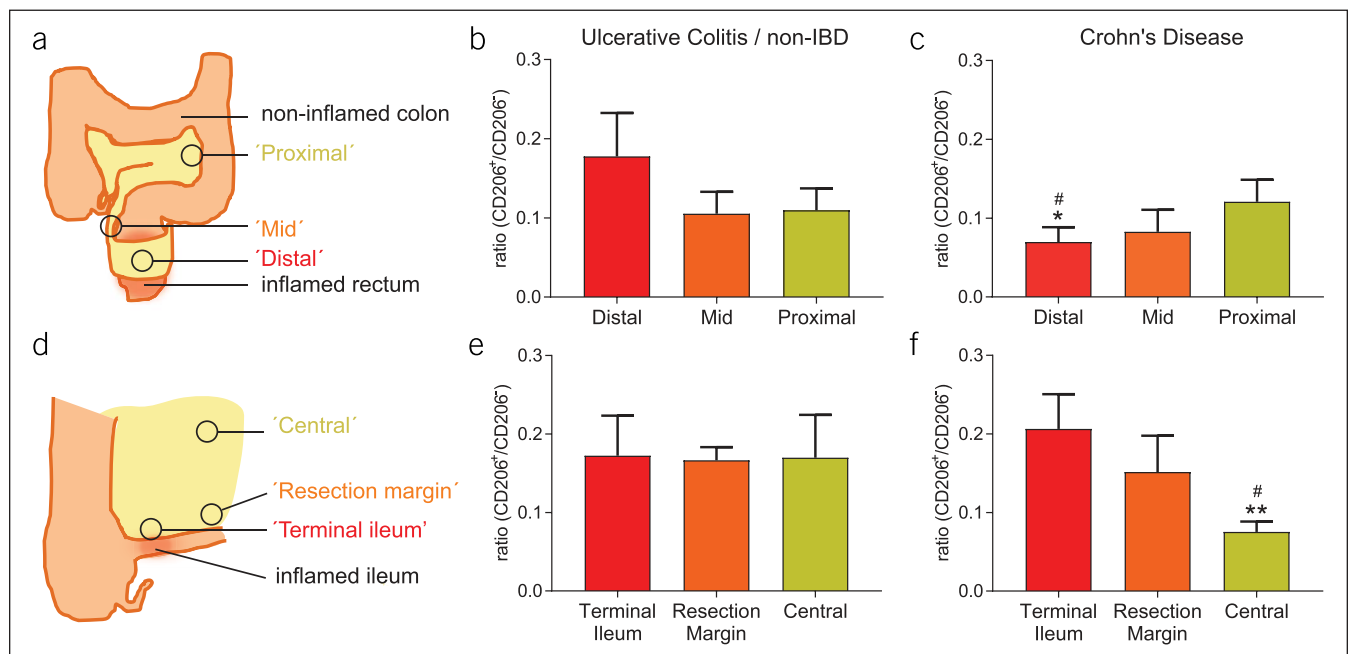 a
non-inflamed colon
´Proximal´
´Mid´
´Distal´
inflamed rectum
b
Ulcerative Colitis / non-IBD
ratio (CD206⁺/CD206⁻)
0.3
0.2
0.1
0.0
Distal
Mid
Proximal
c
Crohn's Disease
ratio (CD206⁺/CD206⁻)
0.3
0.2
0.1
0.0
#
*
Distal
Mid
Proximal
d
´Central´
´Resection margin´
´Terminal ileum’
inflamed ileum
e
ratio (CD206⁺/CD206⁻)
0.3
0.2
0.1
0.0
Terminal
Ileum
Resection
Margin
Central
f
ratio (CD206⁺/CD206⁻)
0.3
0.2
0.1
0.0
#
**
Terminal
Ileum
Resection
Margin
Central